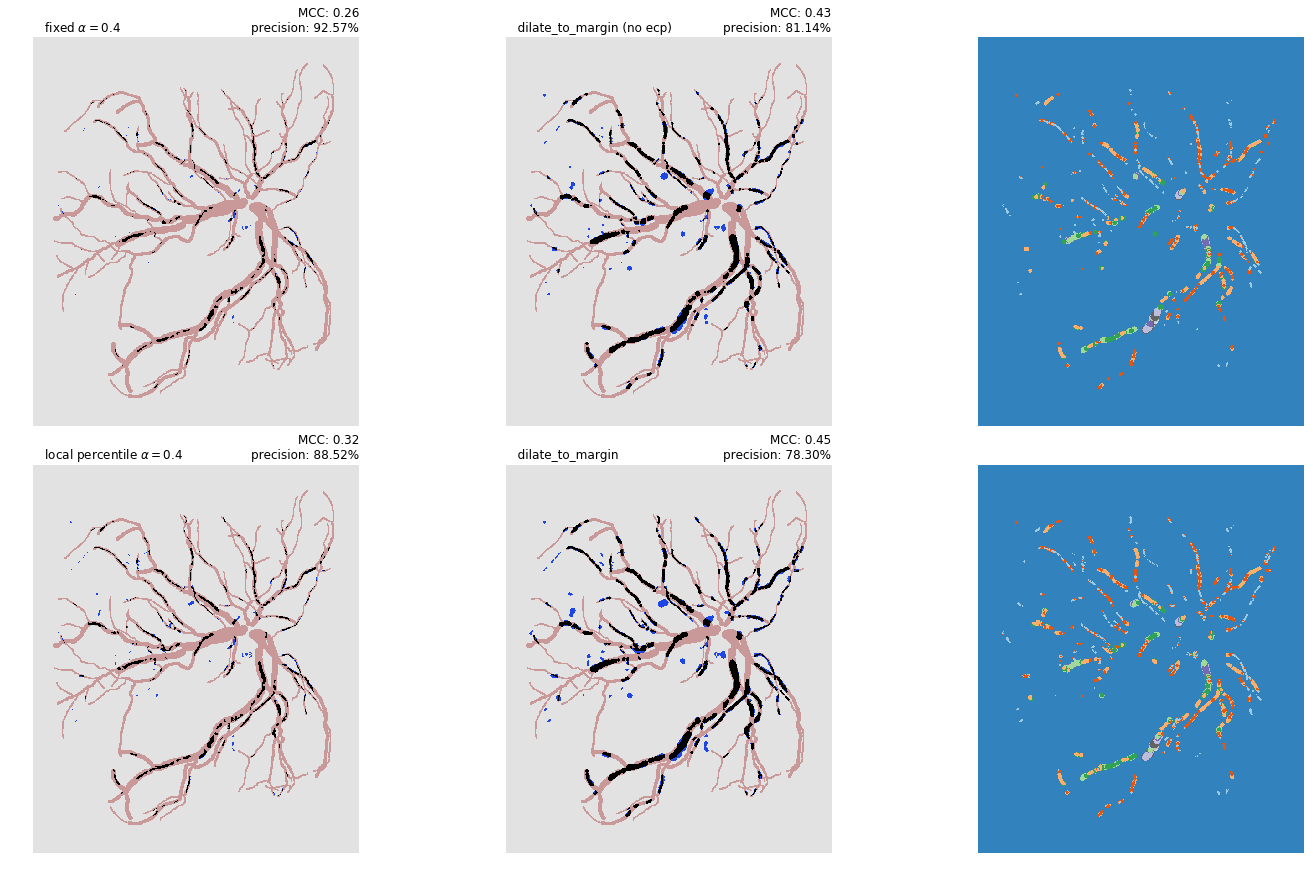 MCC: 0.26
fixed α = 0.4 precision: 92.57%
MCC: 0.43
dilate_to_margin (no ecp) precision: 81.14%
MCC: 0.32
local percentile α = 0.4 precision: 88.52%
MCC: 0.45
dilate_to_margin precision: 78.30%